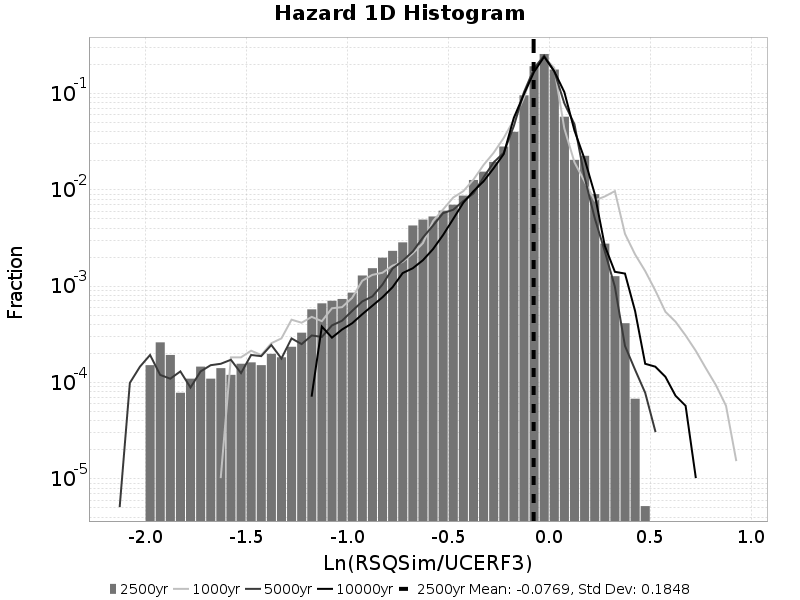 Hazard 1D Histogram
Fraction
10-1
10-2
10-3
10-4
10-5
-2.0 -1.5 -1.0 -0.5 0.0 0.5 1.0
Ln(RSQSim/UCERF3)
2500yr 1000yr 5000yr 10000yr 2500yr Mean: -0.0769, Std Dev: 0.1848